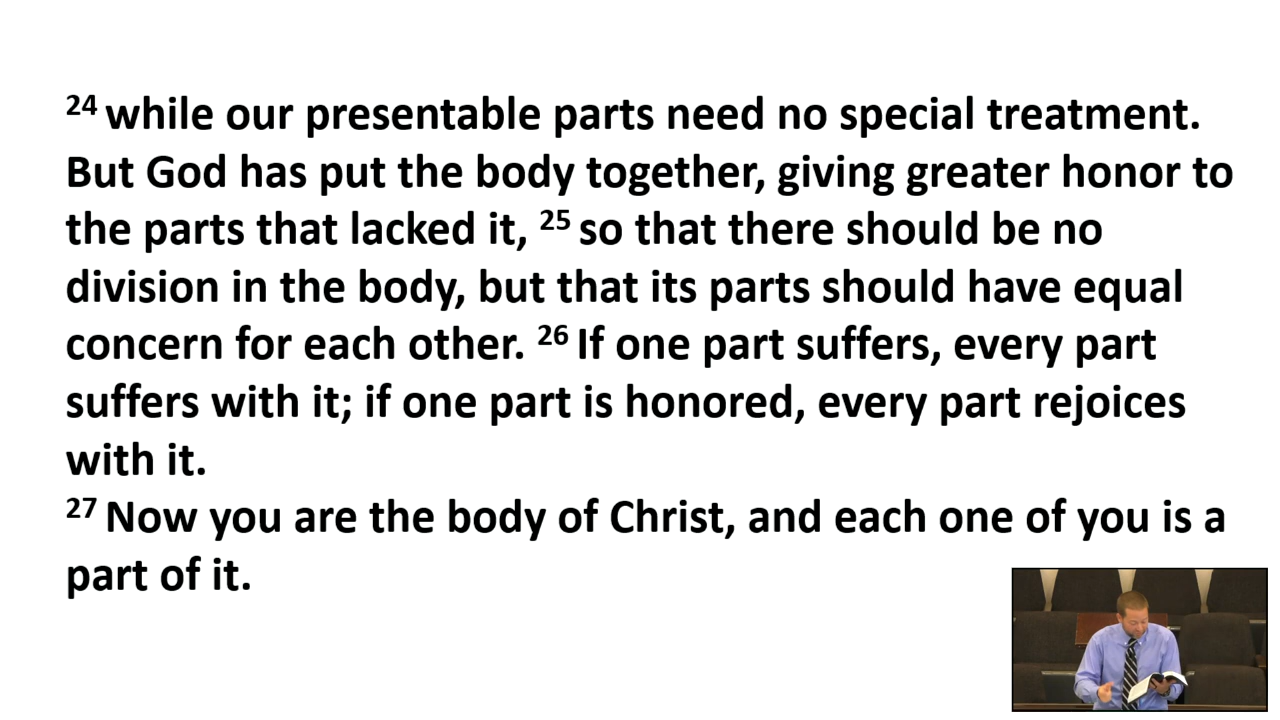 24 while our presentable parts need no special treatment.
But God has put the body together, giving greater honor to
the parts that lacked it, 25 so that there should be no
division in the body, but that its parts should have equal
concern for each other. 26 If one part suffers, every part
suffers with it; if one part is honored, every part rejoices
with it.
27 Now you are the body of Christ, and each one of you is a
part of it.